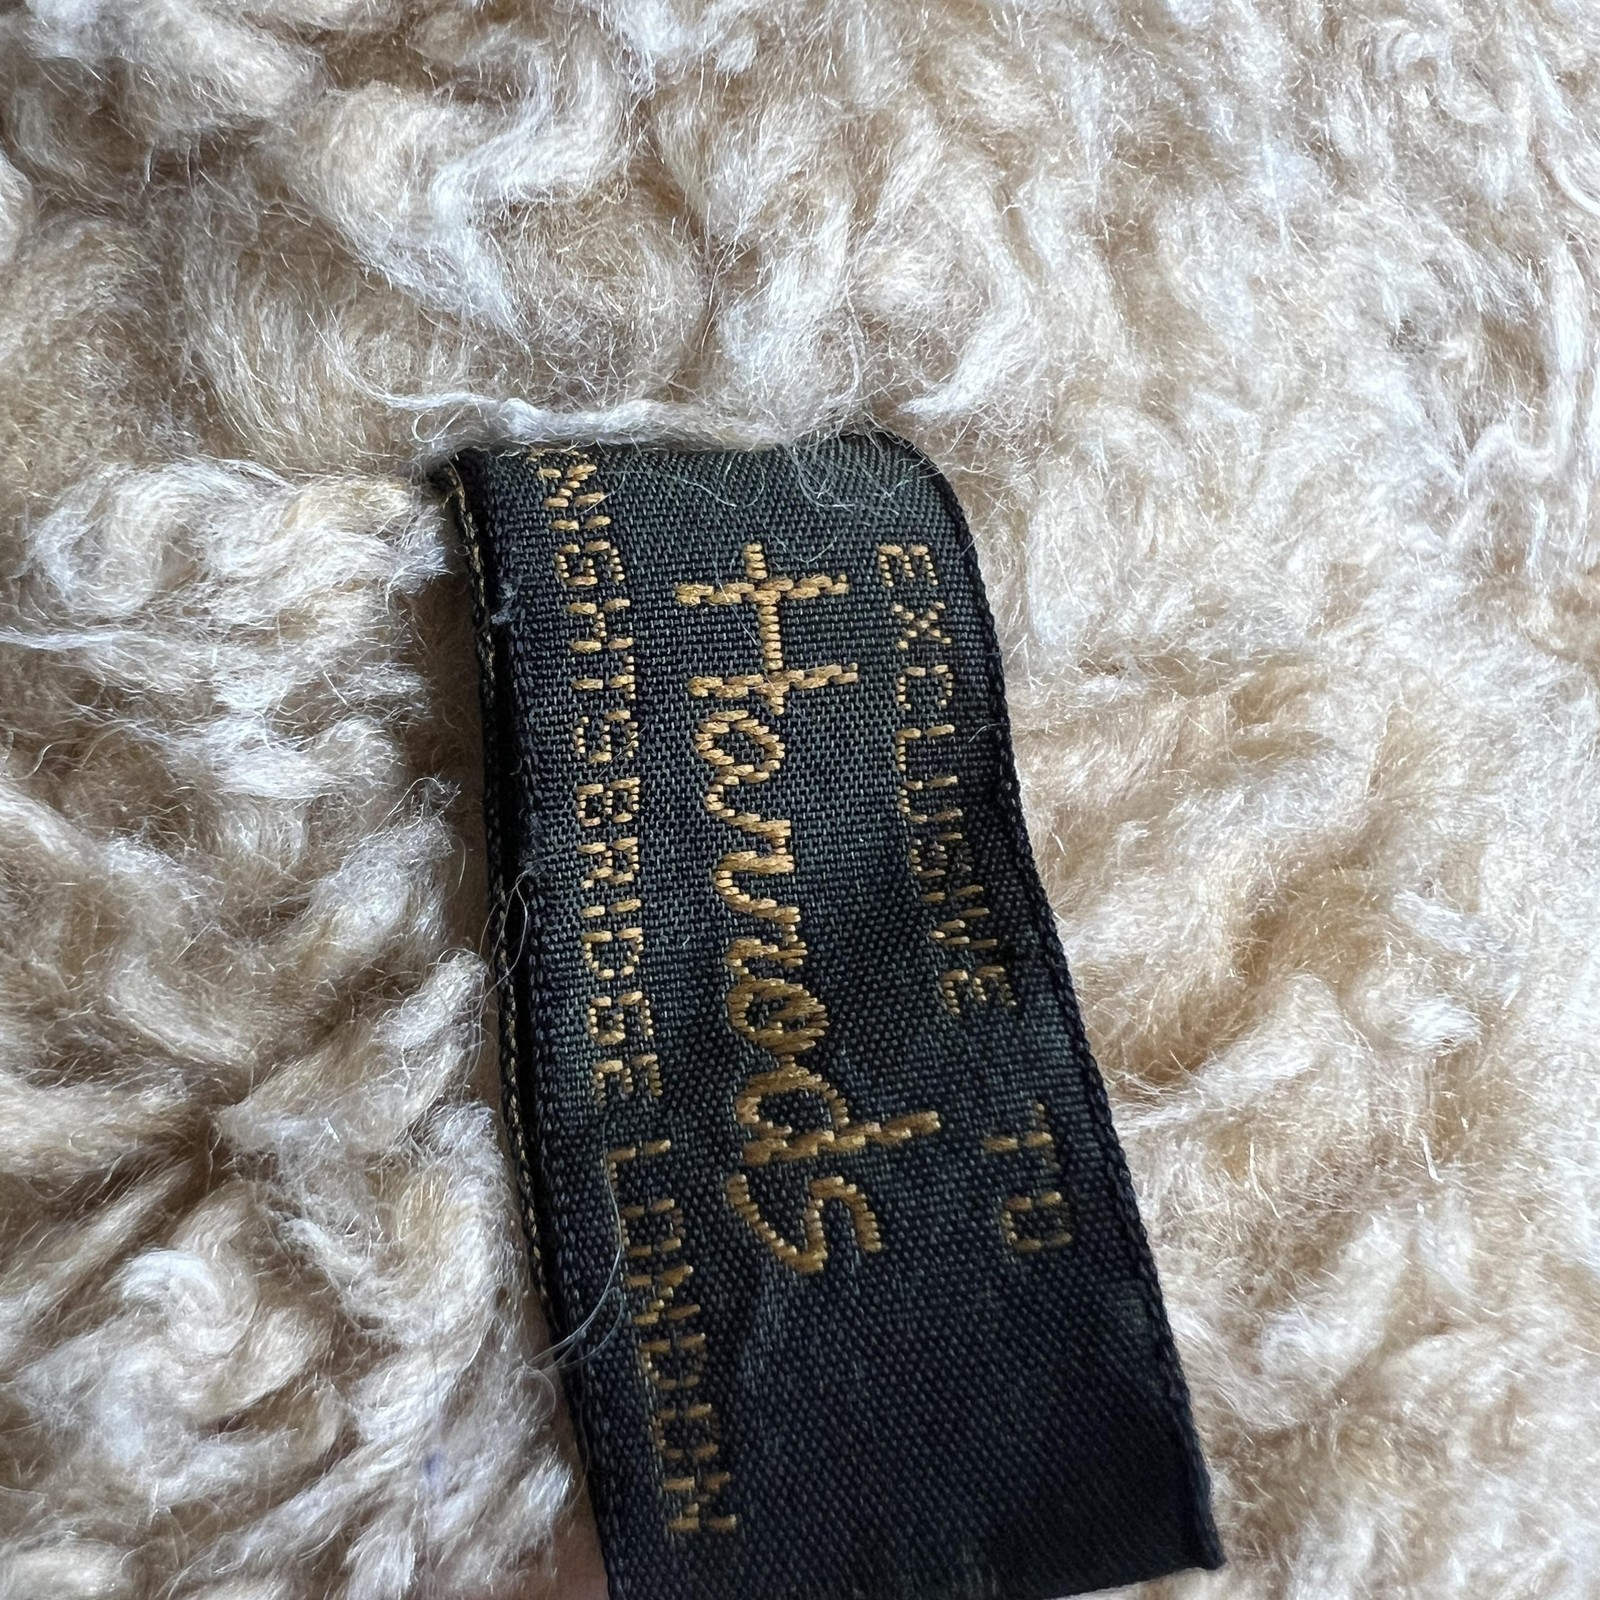 EXCLUSIVE TO
Harrods
KNIGHTSBRIDGE LONDON